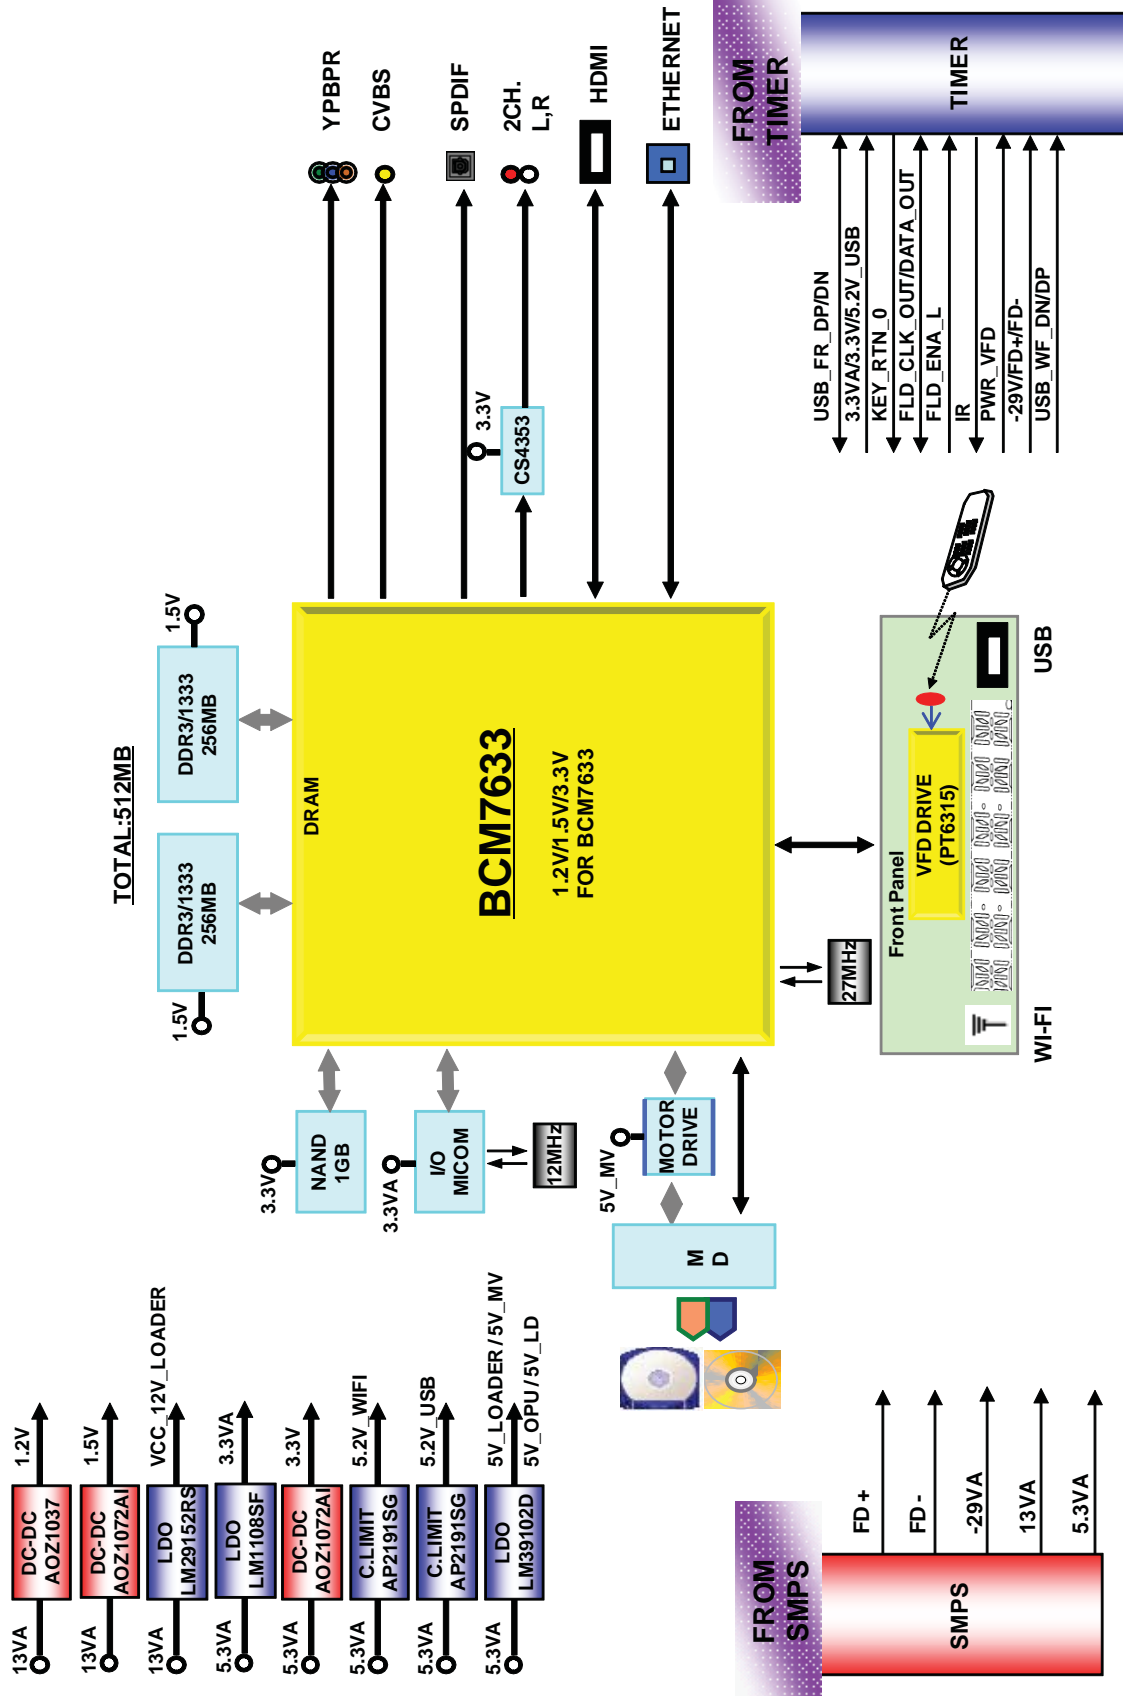 13VA
DC-DC
AOZ1037
1.2V
13VA
DC-DC
AOZ1072AI
1.5V
13VA
LDO
LM29152RS
VCC_12V_LOADER
5.3VA
LDO
LM1108SF
3.3VA
5.3VA
DC-DC
AOZ1072AI
3.3V
5.3VA
C.LIMIT
AP2191SG
5.2V_WIFI
5.3VA
C.LIMIT
AP2191SG
5.2V_USB
5.3VA
LDO
LM39102D
5V_LOADER / 5V_MV
5V_OPU / 5V_LD
TOTAL:512MB
1.5V
DDR3/1333
256MB
DDR3/1333
256MB
1.5V
3.3V
NAND
1GB
3.3VA
I/O
MICOM
12MHz
5V_MV
MOTOR
DRIVE
M
D
DRAM
BCM7633
1.2V/1.5V/3.3V
FOR BCM7633
27MHz
YPBPR
CVBS
SPDIF
3.3V
CS4353
2CH.
L,R
HDMI
ETHERNET
Front Panel
VFD DRIVE
(PT6315)
WI-FI
USB
FROM
SMPS
SMPS
FD +
FD -
-29VA
13VA
5.3VA
FROM
TIMER
TIMER
USB_FR_DP/DN
3.3VA/3.3V/5.2V_USB
KEY_RTN_0
FLD_CLK_OUT/DATA_OUT
FLD_ENA_L
IR
PWR_VFD
-29V/FD+/FD-
USB_WF_DN/DP